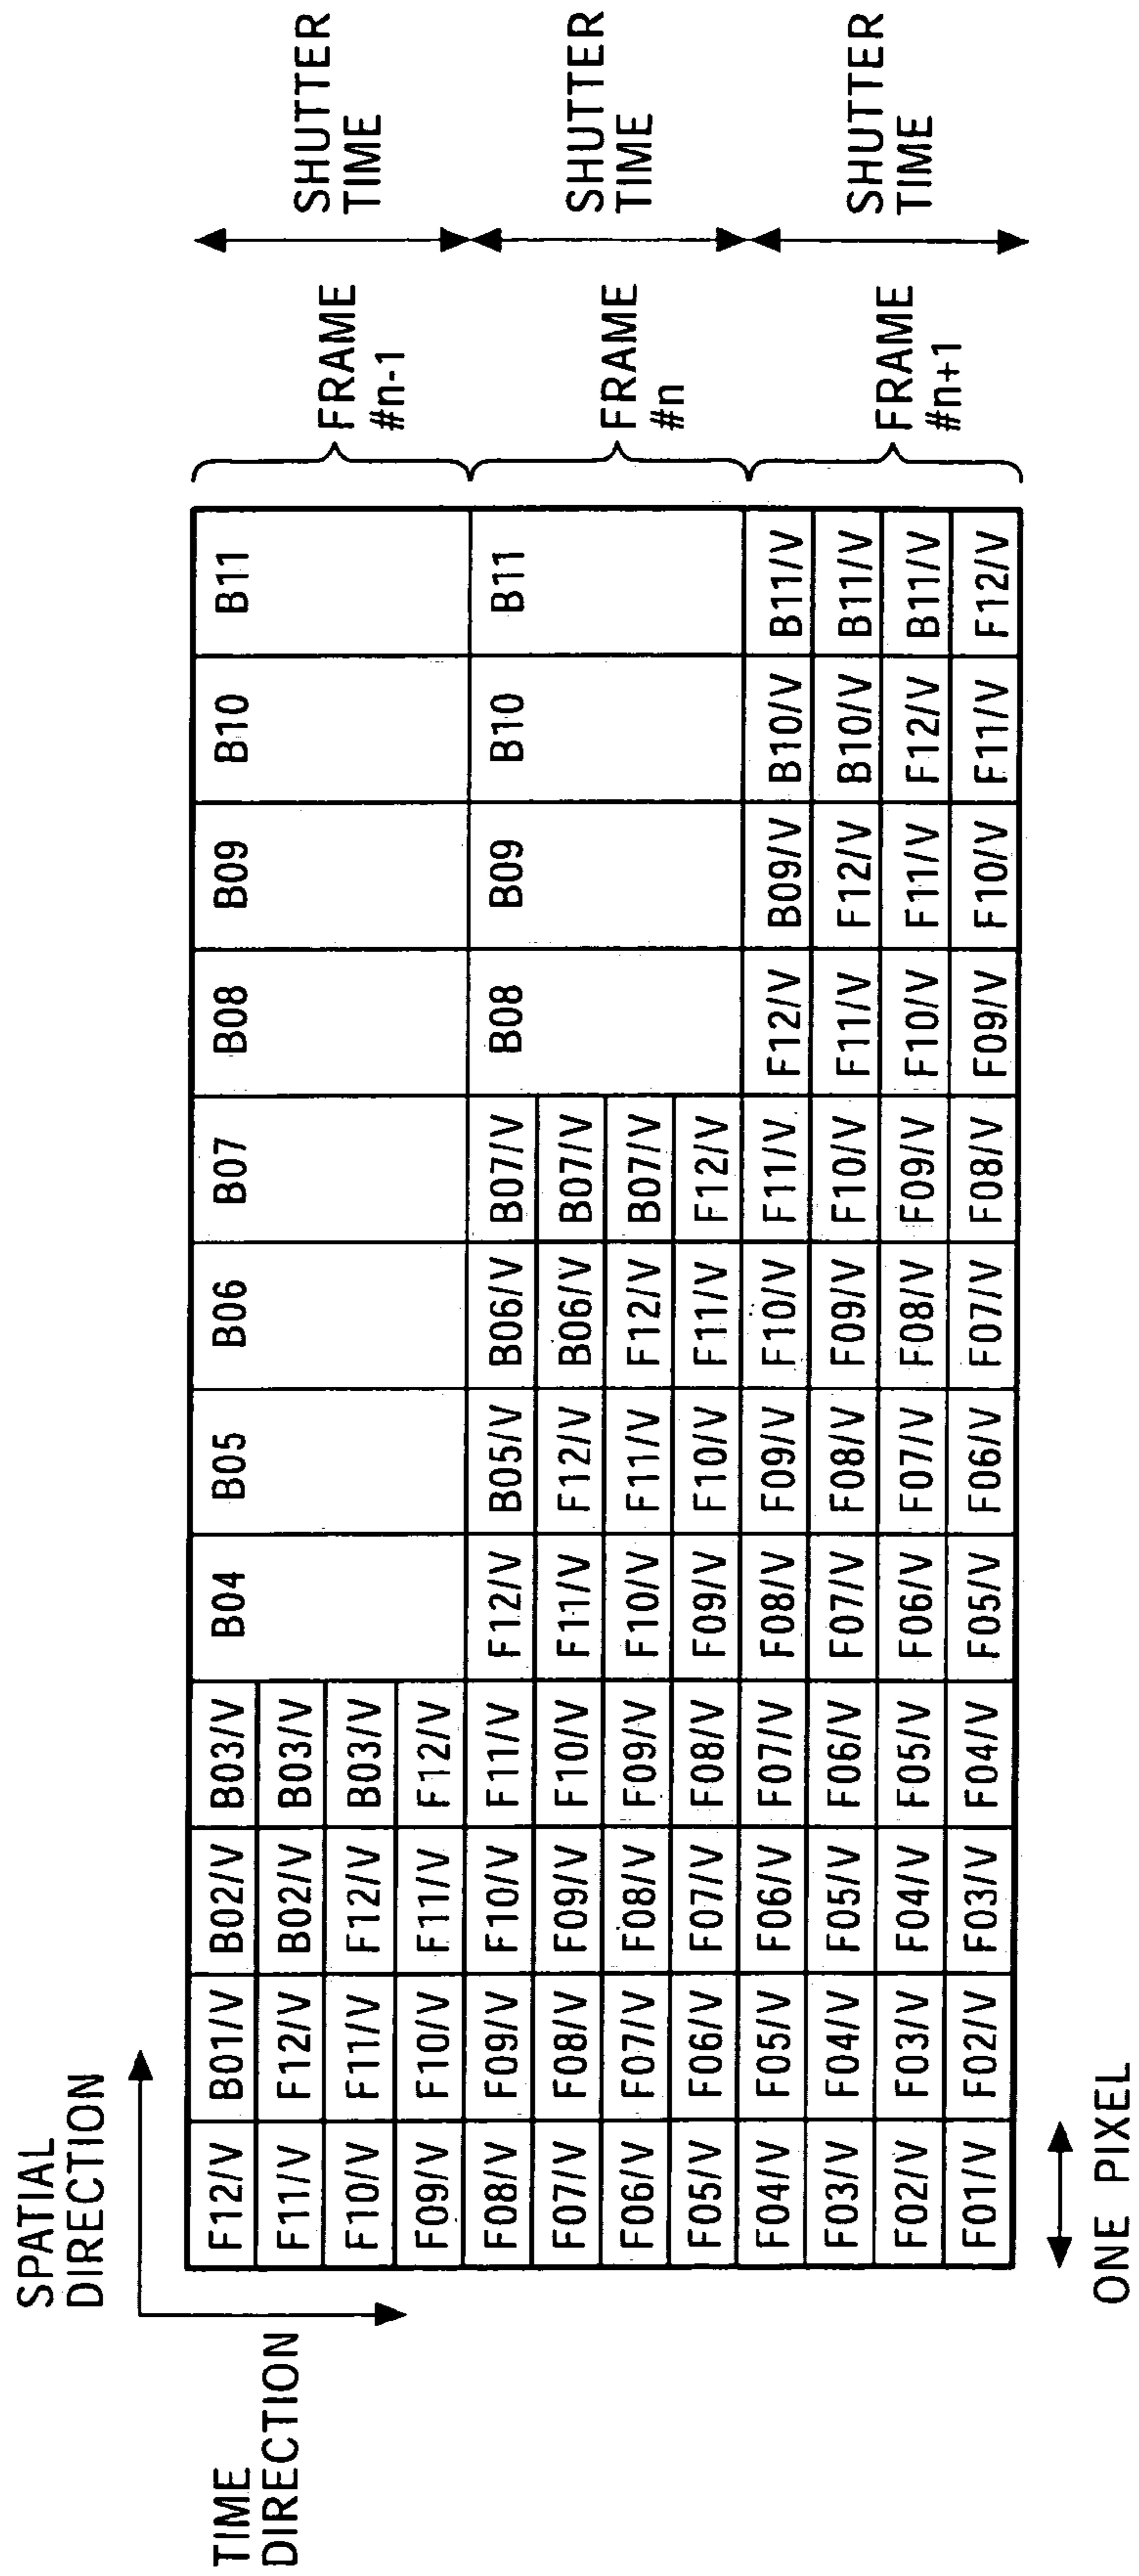 SPATIAL
DIRECTION
TIME
DIRECTION
F12/V B01/V B02/V B03/V B04 B05 B06 B07 B08 B09 B10 B11
F11/V F12/V B02/V B03/V
F10/V F11/V F12/V B03/V
F09/V F10/V F11/V F12/V
FRAME
#n-1
SHUTTER
TIME
F08/V F09/V F10/V F11/V F12/V B05/V B06/V B07/V B08 B09 B10 B11
F07/V F08/V F09/V F10/V F11/V F12/V B06/V B07/V
F06/V F07/V F08/V F09/V F10/V F11/V F12/V B07/V
F05/V F06/V F07/V F08/V F09/V F10/V F11/V F12/V
FRAME
#n
SHUTTER
TIME
F04/V F05/V F06/V F07/V F08/V F09/V F10/V F11/V F12/V B09/V B10/V B11/V
F03/V F04/V F05/V F06/V F07/V F08/V F09/V F10/V F11/V F12/V B10/V B11/V
F02/V F03/V F04/V F05/V F06/V F07/V F08/V F09/V F10/V F11/V F12/V B11/V
F01/V F02/V F03/V F04/V F05/V F06/V F07/V F08/V F09/V F10/V F11/V F12/V
FRAME
#n+1
SHUTTER
TIME
ONE PIXEL